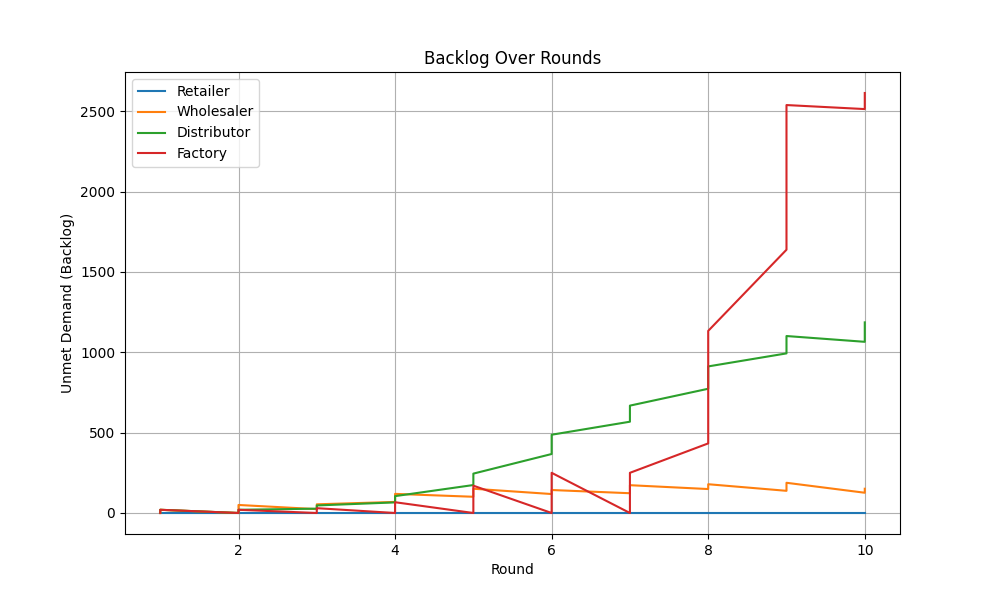 Backlog Over Rounds
Retailer
Wholesaler
Distributor
Factory
Unmet Demand (Backlog)
2500
2000
1500
1000
500
0
2 4 6 8 10
Round